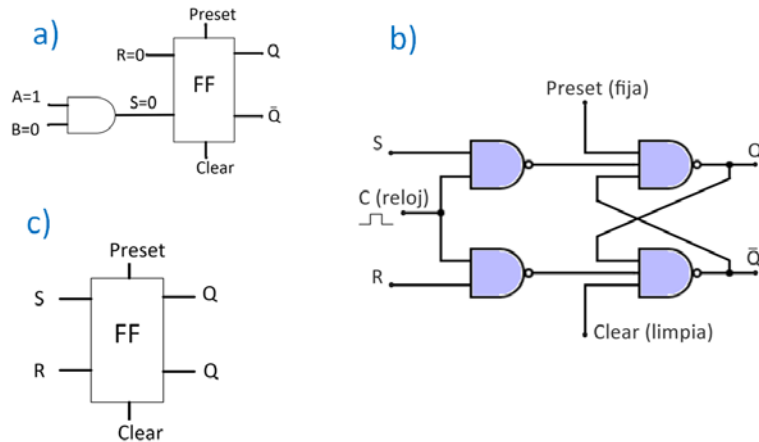 a)
Preset
R=0
Q
FF
A=1
S=0
B=0
Q̄
Clear
b)
Preset (fija)
S
Q
C (reloj)
R
Q̄
Clear (limpia)
c)
Preset
S
Q
FF
R
Q
Clear